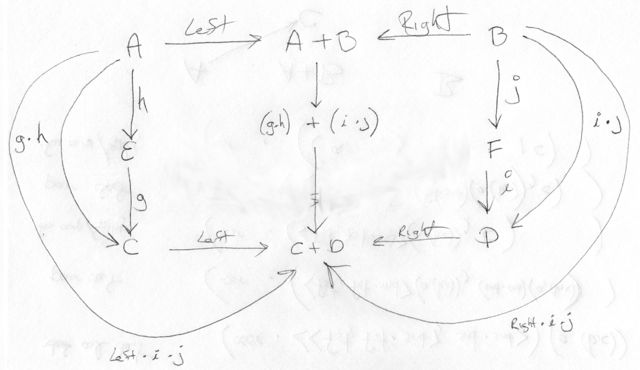 A Left A + B Right B
h j
g·h (g·h) + (i·j) i·j
E F
g = i
C Left C + D Right D
Right · i · j
Left · i · j